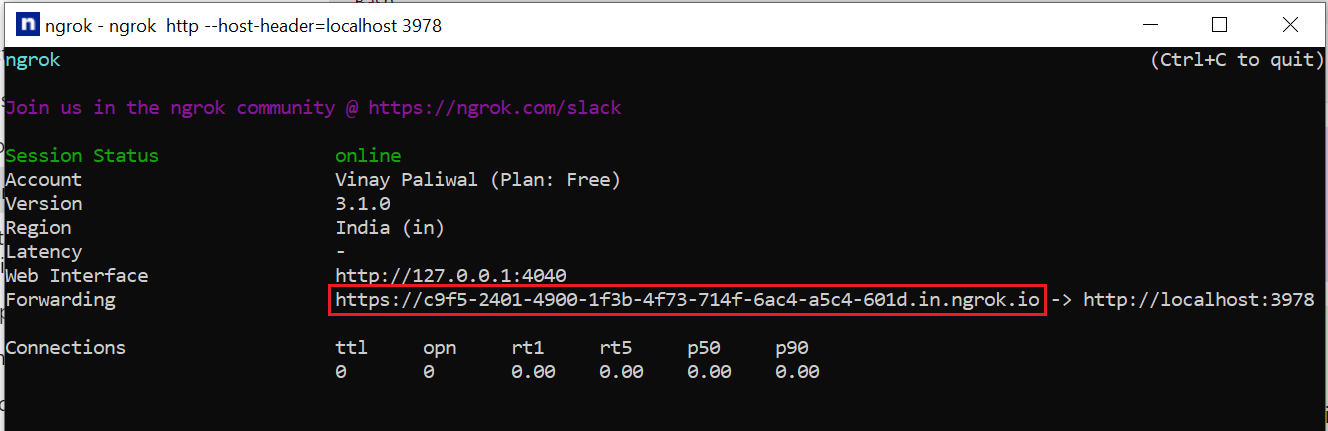 ngrok - ngrok http --host-header=localhost 3978
ngrok (Ctrl+C to quit)
Join us in the ngrok community @ https://ngrok.com/slack
Session Status online
Account Vinay Paliwal (Plan: Free)
Version 3.1.0
Region India (in)
Latency -
Web Interface http://127.0.0.1:4040
Forwarding https://c9f5-2401-4900-1f3b-4f73-714f-6ac4-a5c4-601d.in.ngrok.io -> http://localhost:3978
Connections ttl opn rt1 rt5 p50 p90
0 0 0.00 0.00 0.00 0.00